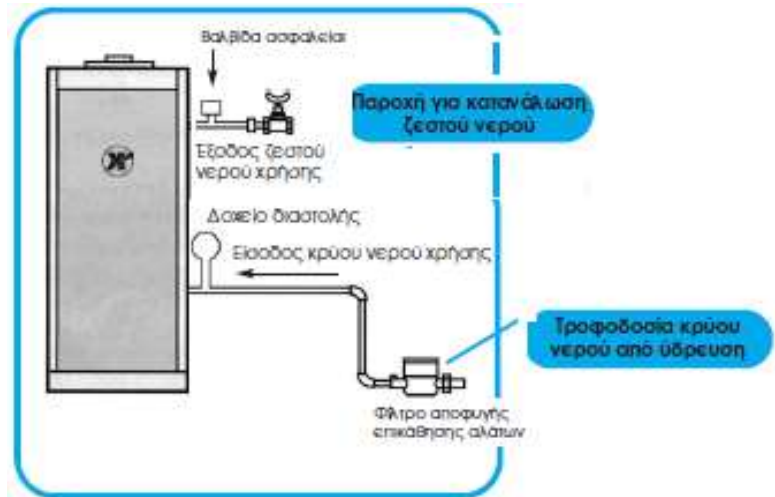 Βαλβίδα ασφαλείας
Παροχή για κατανάλωση
ζεστού νερού
Έξοδος ζεστού
νερού χρήσης
Δοχείο διαστολής
Είσοδος κρύου νερού χρήσης
Τροφοδοσία κρύου
νερού από ύδρευση
Φίλτρο αποφυγής
επικάθησης αλάτων